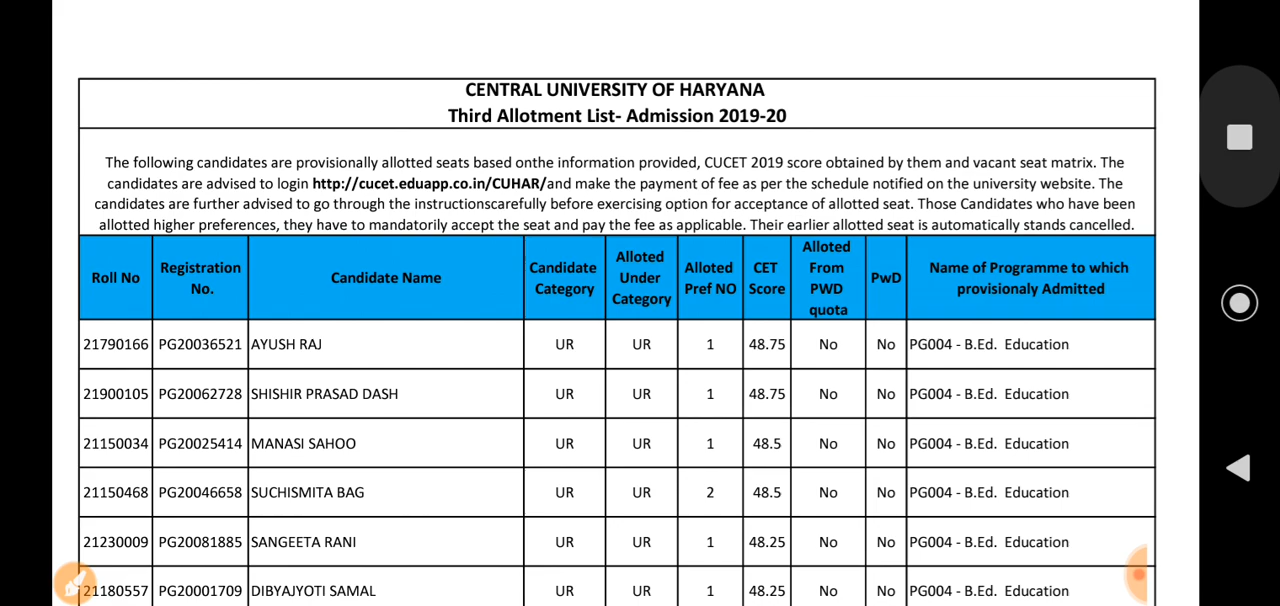 CENTRAL UNIVERSITY OF HARYANA
Third Allotment List- Admission 2019-20
The following candidates are provisionally allotted seats based onthe information provided, CUCET 2019 score obtained by them and vacant seat matrix. The
candidates are advised to login http://cucet.eduapp.co.in/CUHAR/and make the payment of fee as per the schedule notified on the university website. The
candidates are further advised to go through the instructionscarefully before exercising option for acceptance of allotted seat. Those Candidates who have been
allotted higher preferences, they have to mandatorily accept the seat and pay the fee as applicable. Their earlier allotted seat is automatically stands cancelled.
Roll No Registration No. Candidate Name Candidate Category Alloted Under Category Alloted Pref NO CET Score Alloted From PWD quota PwD Name of Programme to which provisionaly Admitted
21790166 PG20036521 AYUSH RAJ UR UR 1 48.75 No No PG004 - B.Ed. Education
21900105 PG20062728 SHISHIR PRASAD DASH UR UR 1 48.75 No No PG004 - B.Ed. Education
21150034 PG20025414 MANASI SAHOO UR UR 1 48.5 No No PG004 - B.Ed. Education
21150468 PG20046658 SUCHISMITA BAG UR UR 2 48.5 No No PG004 - B.Ed. Education
21230009 PG20081885 SANGEETA RANI UR UR 1 48.25 No No PG004 - B.Ed. Education
21180557 PG20001709 DIBYAJYOTI SAMAL UR UR 1 48.25 No No PG004 - B.Ed. Education